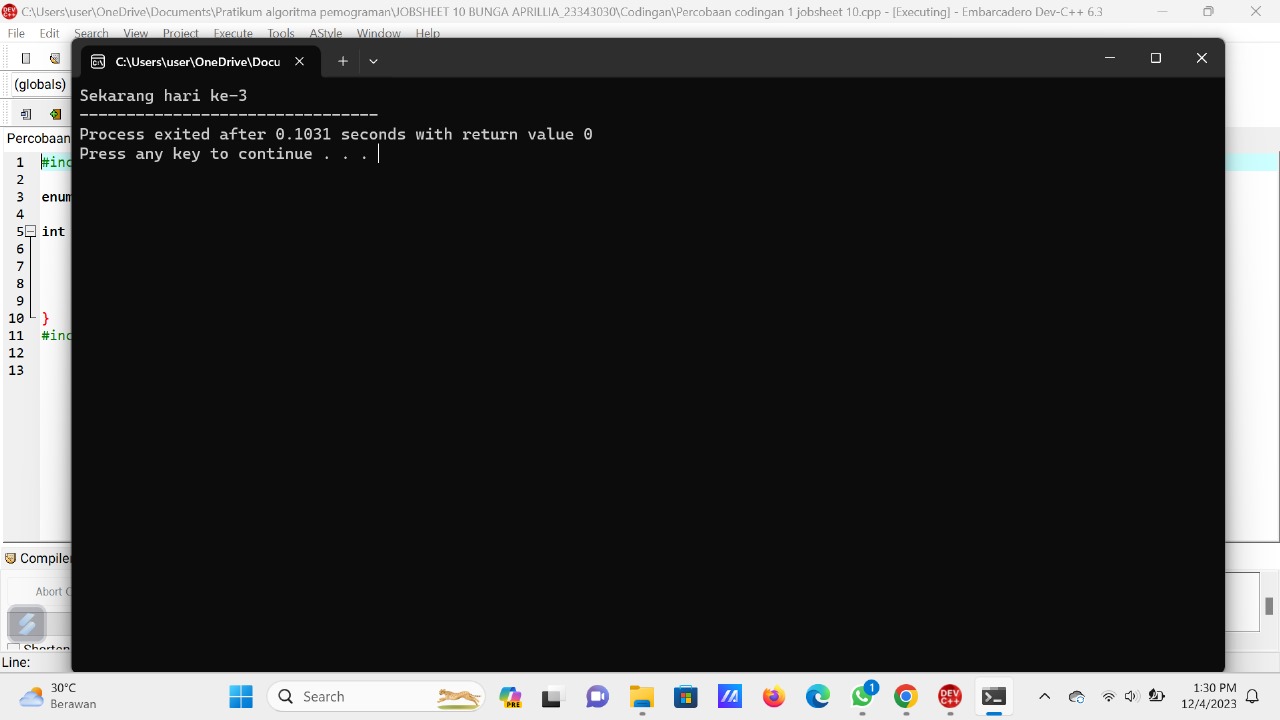 C:\Users\user\OneDrive\Documents\Pratikum algoritma pemograman\JOBSHEET 10 BUNGA APRILLIA_23343030\Codingan\Percobaan codingan 1 jobsheet 10.cpp - [Executing] - Embarcadero Dev-C++ 6.3
File Edit Search View Project Execute Tools AStyle Window Help
C:\Users\user\OneDrive\Docu
(globals)
Sekarang hari ke-3
--------------------------------
Process exited after 0.1031 seconds with return value 0
Press any key to continue . . .
Percobaan
1 #inc
2
3 enum
4
5 int
6
7
8
9
10 }
11 #inc
12
13
Compiler
Abort C
Shorten
Line:
30°C
Berawan
Search
PRE
1
DEV C++
1:30 PM
12/4/2023